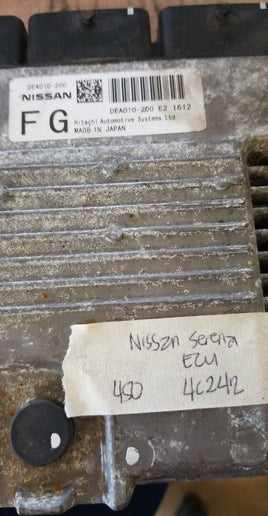 DEA010-200
NISSAN
DEA010-200 E2 1612
FG
Hitachi Automotive Systems Ltd
MADE IN JAPAN
Nissan Serena
ECU
450 4C242